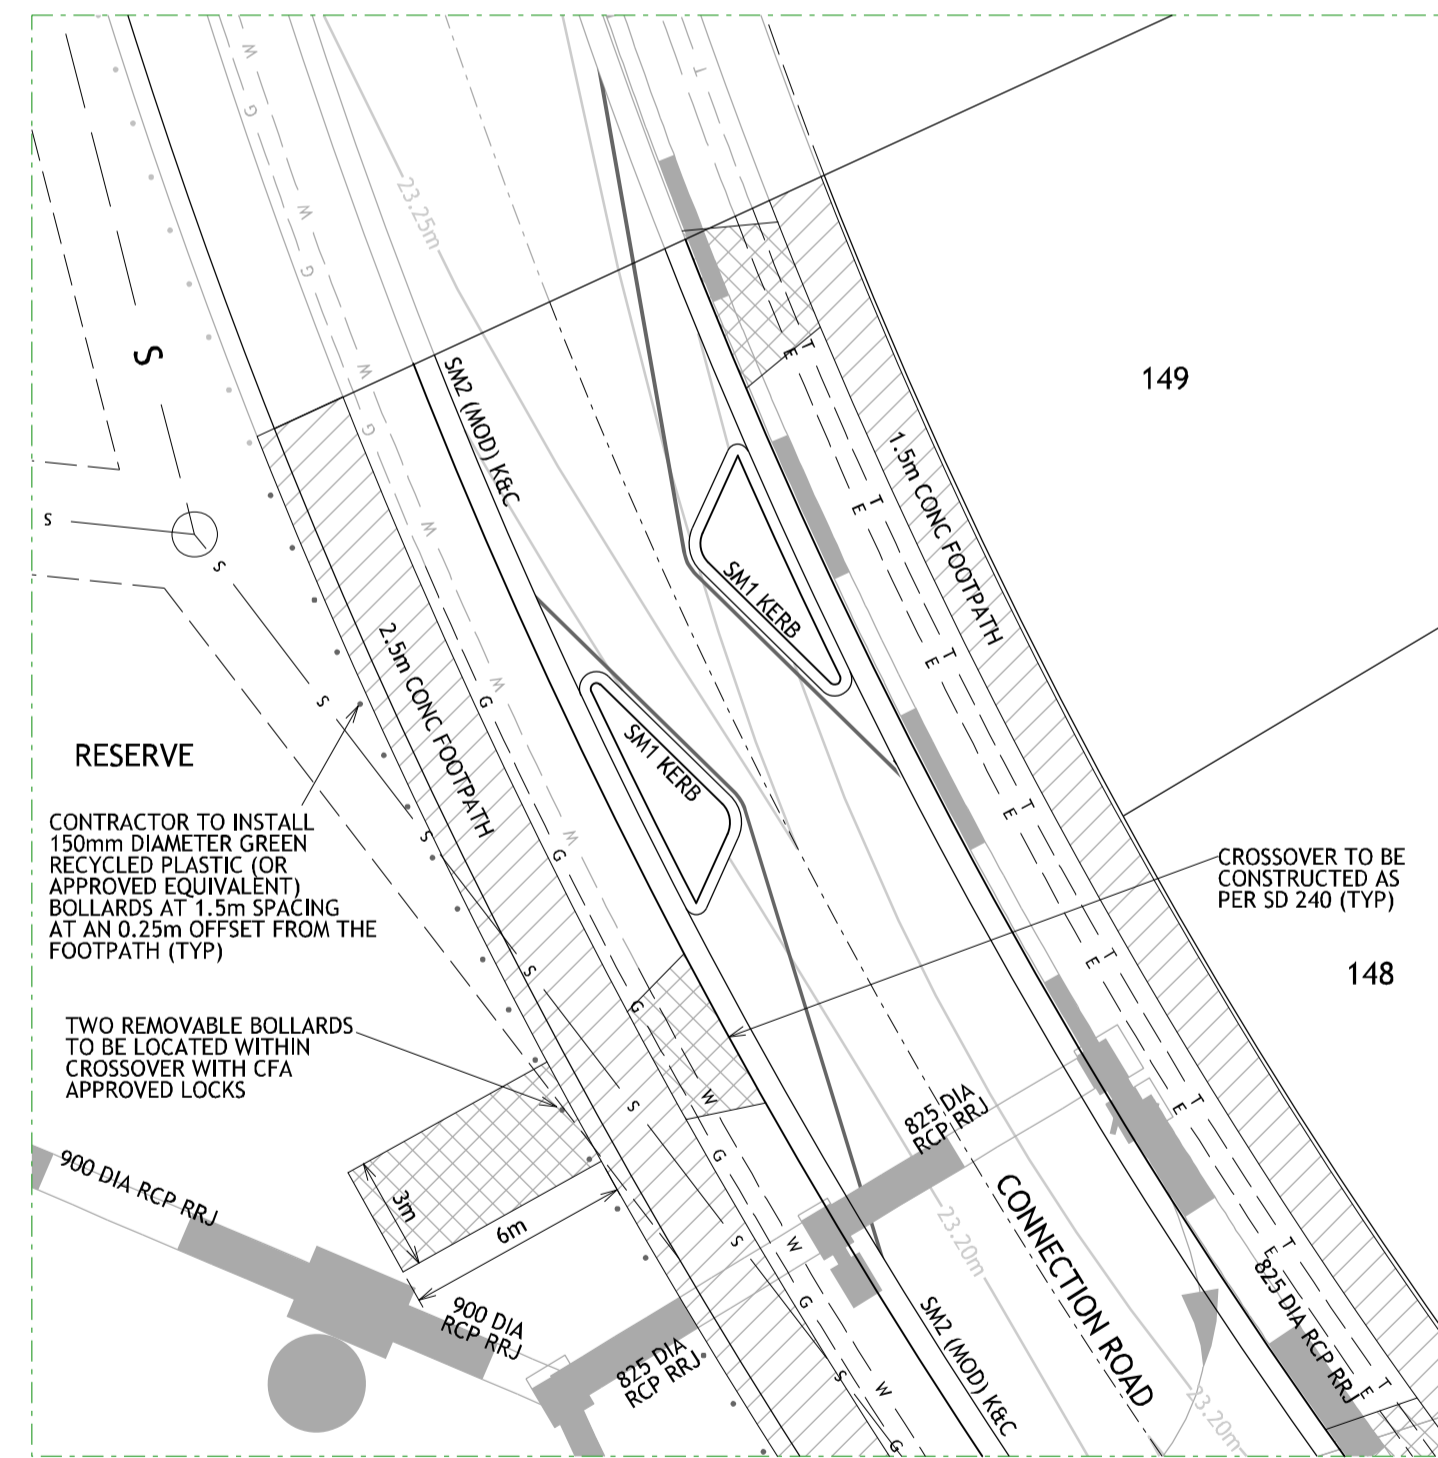 W
G
T
23.25m
W
G
S
W
G
SM2 (MOD) K&C
E
T
149
1.5m CONC FOOTPATH
E
T
S
S
W
SM1 KERB
2.5m CONC FOOTPATH
S
W
G
E
T
RESERVE
SM1 KERB
CONTRACTOR TO INSTALL
150mm DIAMETER GREEN
RECYCLED PLASTIC (OR
APPROVED EQUIVALENT)
BOLLARDS AT 1.5m SPACING
AT AN 0.25m OFFSET FROM THE
FOOTPATH (TYP)
S
W
G
E
T
CROSSOVER TO BE
CONSTRUCTED AS
PER SD 240 (TYP)
148
S
G
E
T
TWO REMOVABLE BOLLARDS
TO BE LOCATED WITHIN
CROSSOVER WITH CFA
APPROVED LOCKS
S
W
825 DIA
RCP RRJ
E
T
900 DIA RCP RRJ
3m
6m
G
S
W
23.20m
CONNECTION ROAD
E
T
900 DIA
RCP RRJ
825 DIA
RCP RRJ
G
S
W
SM2 (MOD) K&C
825 DIA RCP RRJ
E
T
23.20m
G